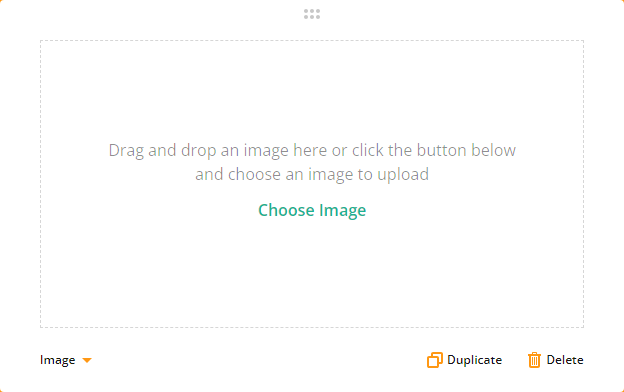 Drag and drop an image here or click the button below
and choose an image to upload
Choose Image
Image
Duplicate
Delete